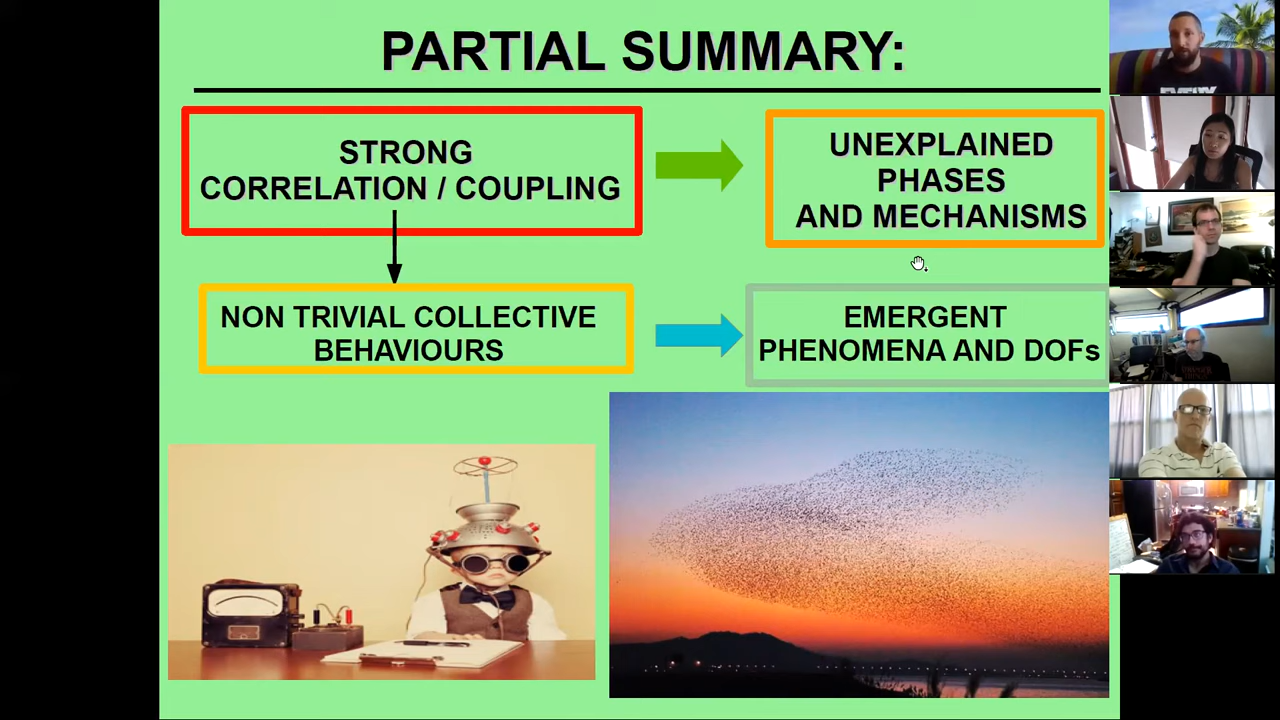 PARTIAL SUMMARY:
STRONG
CORRELATION / COUPLING
UNEXPLAINED
PHASES
AND MECHANISMS
NON TRIVIAL COLLECTIVE
BEHAVIOURS
EMERGENT
PHENOMENA AND DOFs